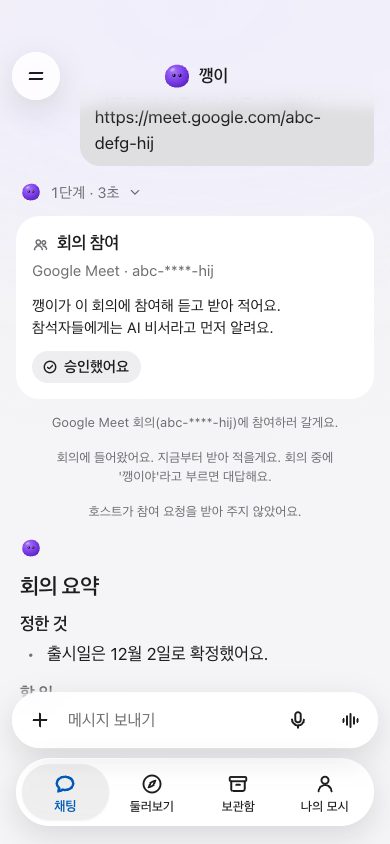 깽이
https://meet.google.com/abc-
defg-hij
1단계 · 3초
회의 참여
Google Meet · abc-****-hij
깽이가 이 회의에 참여해 듣고 받아 적어요.
참석자들에게는 AI 비서라고 먼저 알려요.
승인했어요
Google Meet 회의(abc-****-hij)에 참여하러 갈게요.
회의에 들어왔어요. 지금부터 받아 적을게요. 회의 중에
'깽이야'라고 부르면 대답해요.
호스트가 참여 요청을 받아 주지 않았어요.
회의 요약
정한 것
• 출시일은 12월 2일로 확정했어요.
메시지 보내기
채팅
둘러보기
보관함
나의 모시